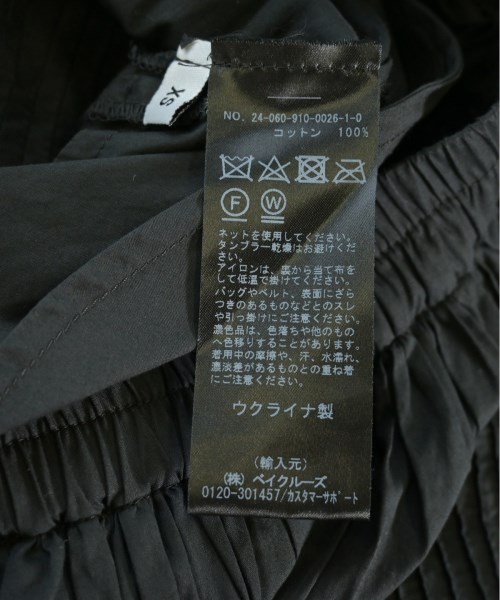 XS
NO. 24-060-910-0026-1-0
コットン 100%
F W
ネットを使用してください。
タンブラー乾燥はお避けくださ
い。
アイロンは、裏から当て布を
して低温で掛けてください。
バッグやベルト、表面にざら
つきのあるものなどとのスレ
や引っ掛けにご注意ください。
濃色品は、色落ちや他のもの
へ色移りすることがあります。
着用中の摩擦や、汗、水濡れ、
濃淡差があるものとの重ね着
にご注意ください。
ウクライナ製
(輸入元)
(株) ベイクルーズ
0120-301457/カスタマーサポート